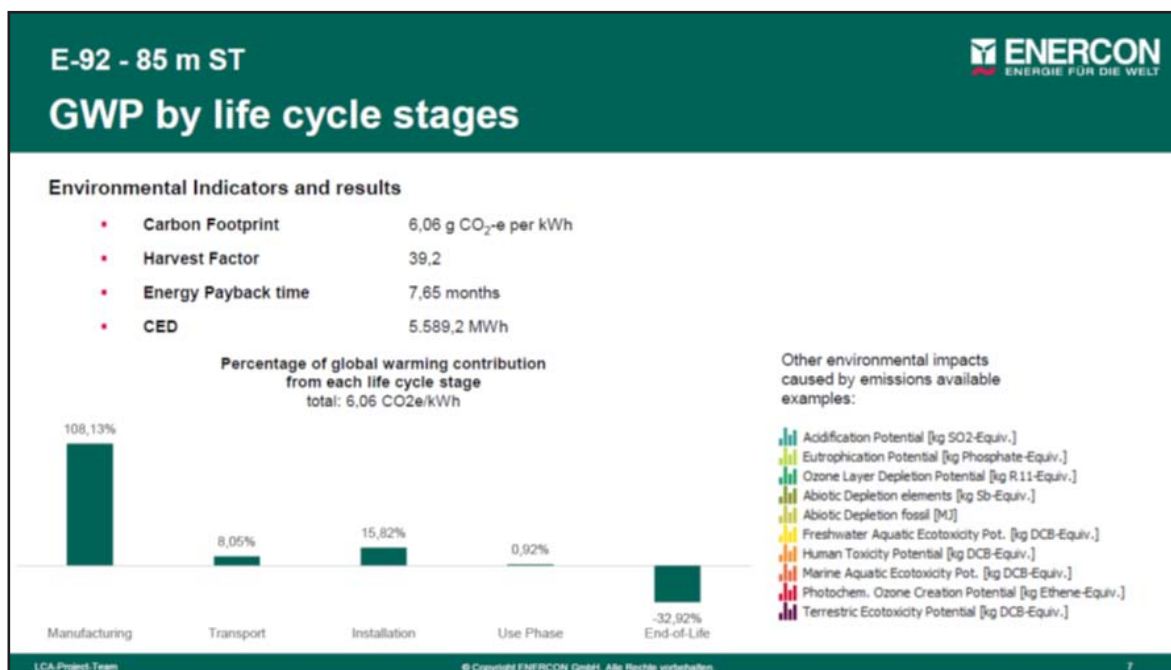 E-92 - 85 m ST
ENERCON
ENERGIE FÜR DIE WELT
GWP by life cycle stages
Environmental Indicators and results
▪ Carbon Footprint 6,06 g CO₂-e per kWh
▪ Harvest Factor 39,2
▪ Energy Payback time 7,65 months
▪ CED 5.589,2 MWh
Percentage of global warming contribution
from each life cycle stage
total: 6,06 CO2e/kWh
108,13%
8,05%
15,82%
0,92%
-32,92%
Manufacturing
Transport
Installation
Use Phase
End-of-Life
Other environmental impacts
caused by emissions available
examples:
Acidification Potential [kg SO2-Equiv.]
Eutrophication Potential [kg Phosphate-Equiv.]
Ozone Layer Depletion Potential [kg R11-Equiv.]
Abiotic Depletion elements [kg Sb-Equiv.]
Abiotic Depletion fossil [MJ]
Freshwater Aquatic Ecotoxicity Pot. [kg DCB-Equiv.]
Human Toxicity Potential [kg DCB-Equiv.]
Marine Aquatic Ecotoxicity Pot. [kg DCB-Equiv.]
Photochem. Ozone Creation Potential [kg Ethene-Equiv.]
Terrestric Ecotoxicity Potential [kg DCB-Equiv.]
LCA-Project-Team
© Copyright ENERCON GmbH. Alle Rechte vorbehalten.
7